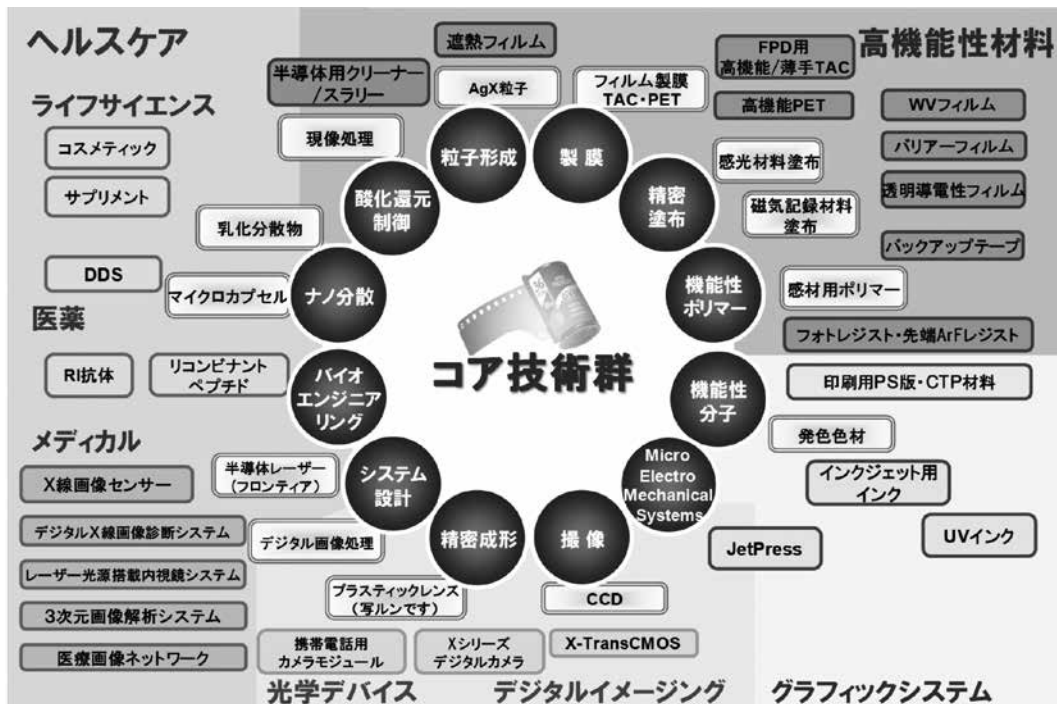 ヘルスケア
遮熱フィルム
FPD用
高機能/薄手TAC
高機能性材料
半導体用クリーナー
/スラリー
AgX粒子
フィルム製膜
TAC・PET
ライフサイエンス
高機能PET
WVフィルム
コスメティック
現像処理
粒子形成
製膜
感光材料塗布
バリアーフィルム
サプリメント
酸化還元
制御
精密
塗布
磁気記録材料
塗布
透明導電性フィルム
乳化分散物
バックアップテープ
DDS
マイクロカプセル
ナノ分散
機能性
ポリマー
感材用ポリマー
医薬
フォトレジスト・先端ArFレジスト
コア技術群
RI抗体
リコンビナント
ペプチド
バイオ
エンジニア
リング
機能性
分子
印刷用PS版・CTP材料
メディカル
発色色材
X線画像センサー
半導体レーザー
(フロンティア)
システム
設計
Micro
Electro
Mechanical
Systems
インクジェット用
インク
デジタルX線画像診断システム
デジタル画像処理
精密成形
撮像
JetPress
UVインク
レーザー光源搭載内視鏡システム
プラスティックレンズ
(写ルンです)
CCD
3次元画像解析システム
医療画像ネットワーク
携帯電話用
カメラモジュール
Xシリーズ
デジタルカメラ
X-TransCMOS
光学デバイス
デジタルイメージング
グラフィックシステム